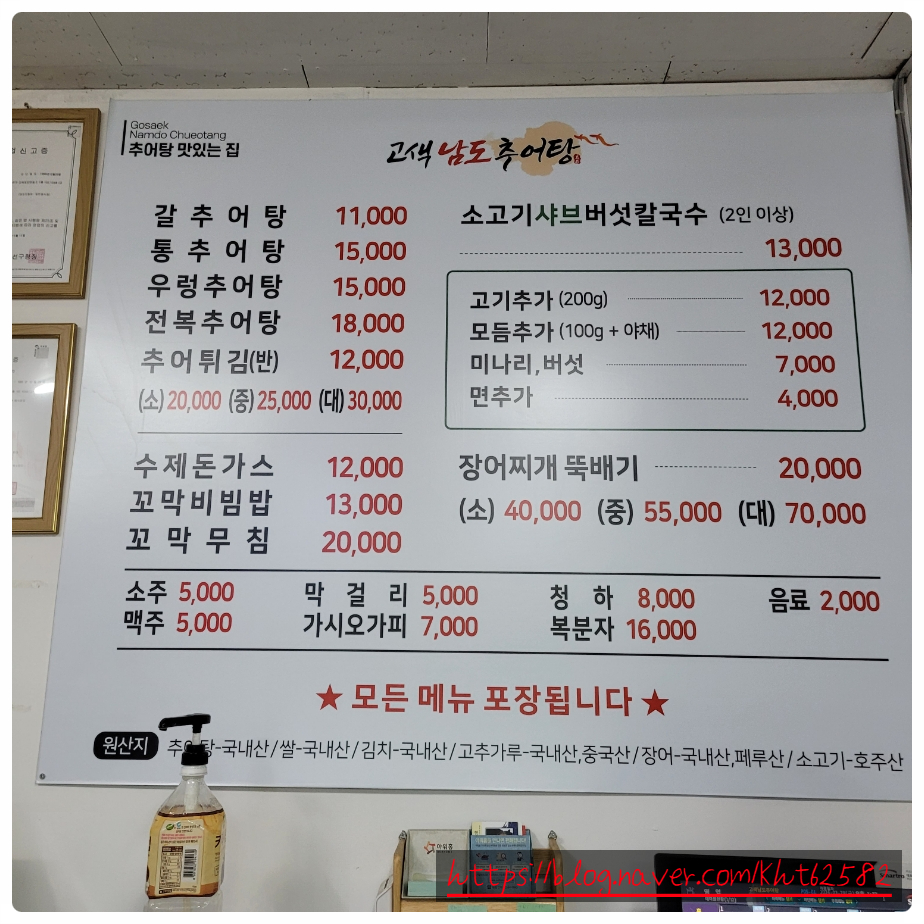 Gosaek
Namdo Chueotang
추어탕 맛있는 집
고색 남도 추어탕
갈추어탕 11,000
통추어탕 15,000
우렁추어탕 15,000
전복추어탕 18,000
추어튀김(반) 12,000
(소) 20,000 (중) 25,000 (대) 30,000
수제돈가스 12,000
꼬막비빔밥 13,000
꼬막무침 20,000
소고기샤브버섯칼국수 (2인 이상)
13,000
고기추가 (200g) 12,000
모듬추가 (100g + 야채) 12,000
미나리,버섯 7,000
면추가 4,000
장어찌개 뚝배기 20,000
(소) 40,000 (중) 55,000 (대) 70,000
소주 5,000 막걸리 5,000 청하 8,000 음료 2,000
맥주 5,000 가시오가피 7,000 복분자 16,000
★ 모든 메뉴 포장됩니다 ★
원산지 추어탕-국내산/쌀-국내산/김치-국내산/고추가루-국내산,중국산/장어-국내산,페루산/소고기-호주산
https://blog.naver.com/kht62582